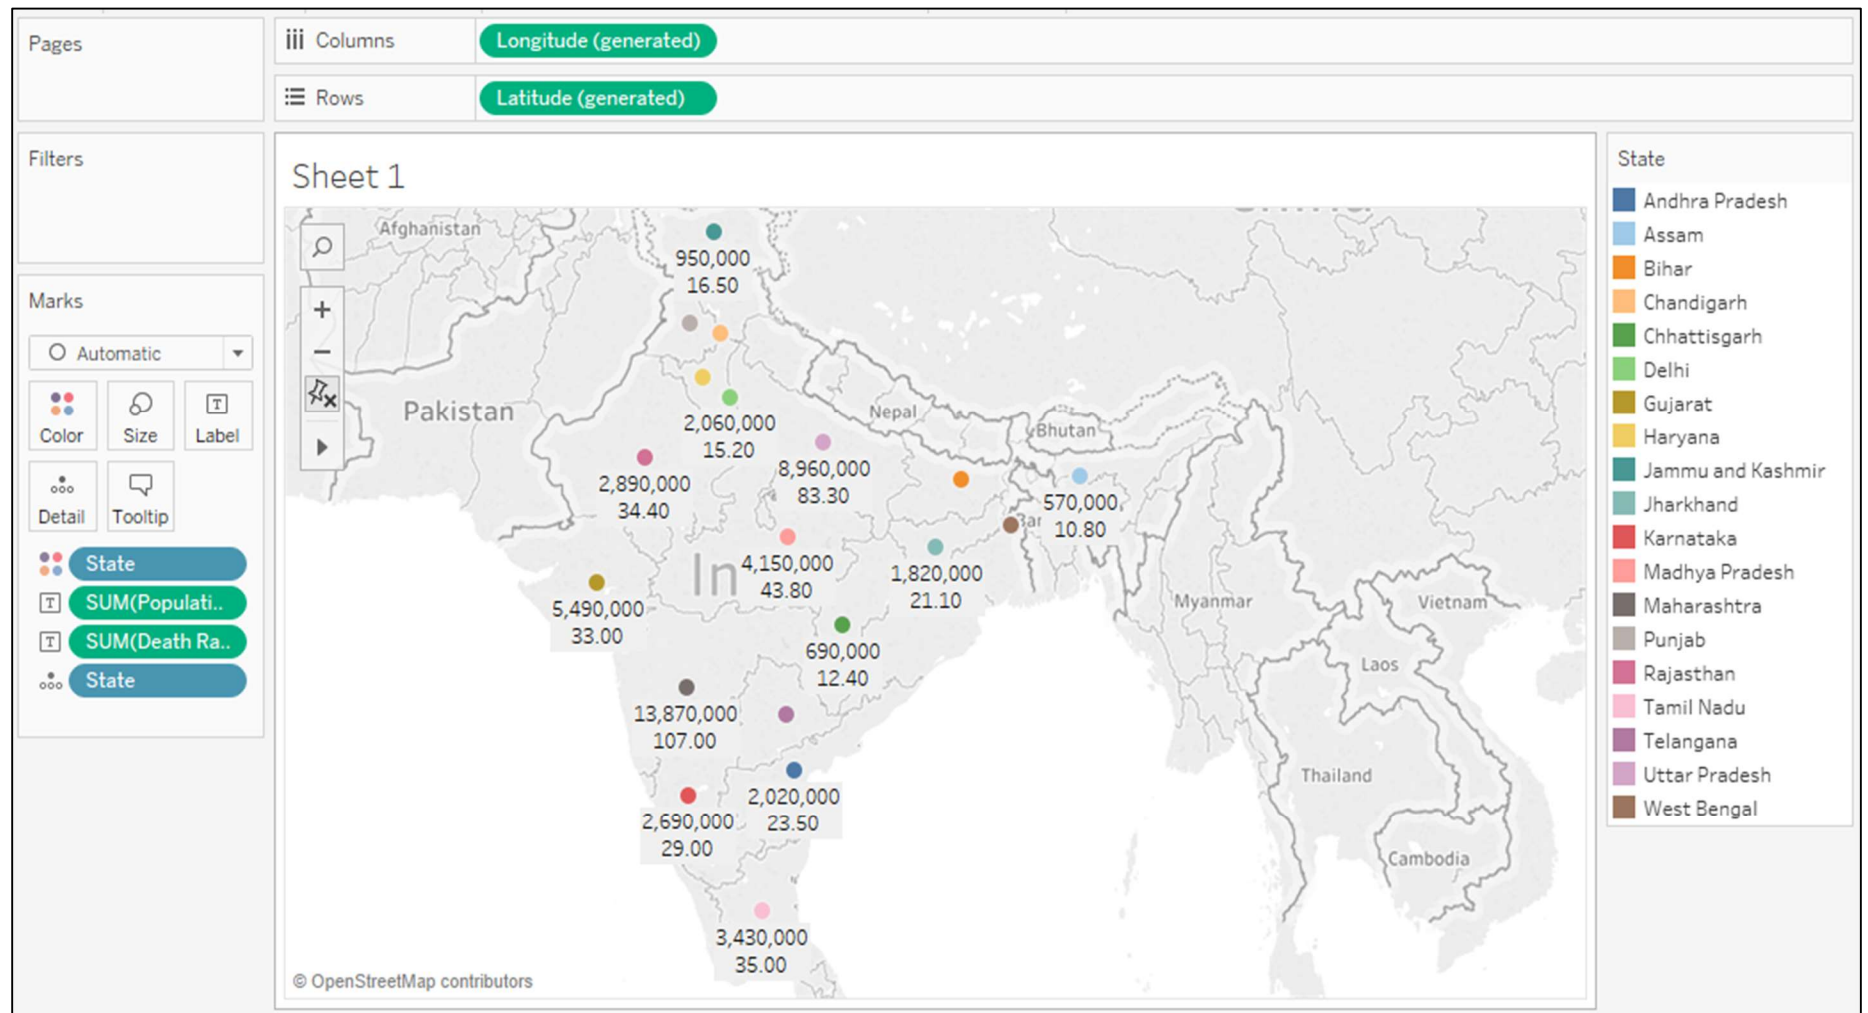 Pages
Columns
Longitude (generated)
Rows
Latitude (generated)
Filters
Marks
Automatic
Color
Size
Label
Detail
Tooltip
State
SUM(Populati..
SUM(Death Ra..
State
Sheet 1
Afghanistan
950,000
16.50
Pakistan
Nepal
Bhutan
2,060,000
15.20
8,960,000
83.30
2,890,000
34.40
570,000
10.80
Bar
In
4,150,000
43.80
1,820,000
21.10
5,490,000
33.00
690,000
12.40
Myanmar
Vietnam
Laos
13,870,000
107.00
Thailand
2,020,000
23.50
2,690,000
29.00
Cambodia
3,430,000
35.00
© OpenStreetMap contributors
State
Andhra Pradesh
Assam
Bihar
Chandigarh
Chhattisgarh
Delhi
Gujarat
Haryana
Jammu and Kashmir
Jharkhand
Karnataka
Madhya Pradesh
Maharashtra
Punjab
Rajasthan
Tamil Nadu
Telangana
Uttar Pradesh
West Bengal